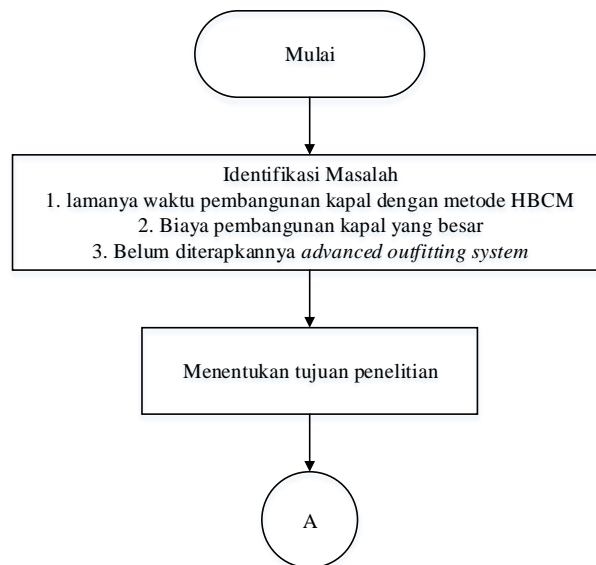 Mulai
Identifikasi Masalah
1. lamanya waktu pembangunan kapal dengan metode HBCM
2. Biaya pembangunan kapal yang besar
3. Belum diterapkannya advanced outfitting system
Menentukan tujuan penelitian
A